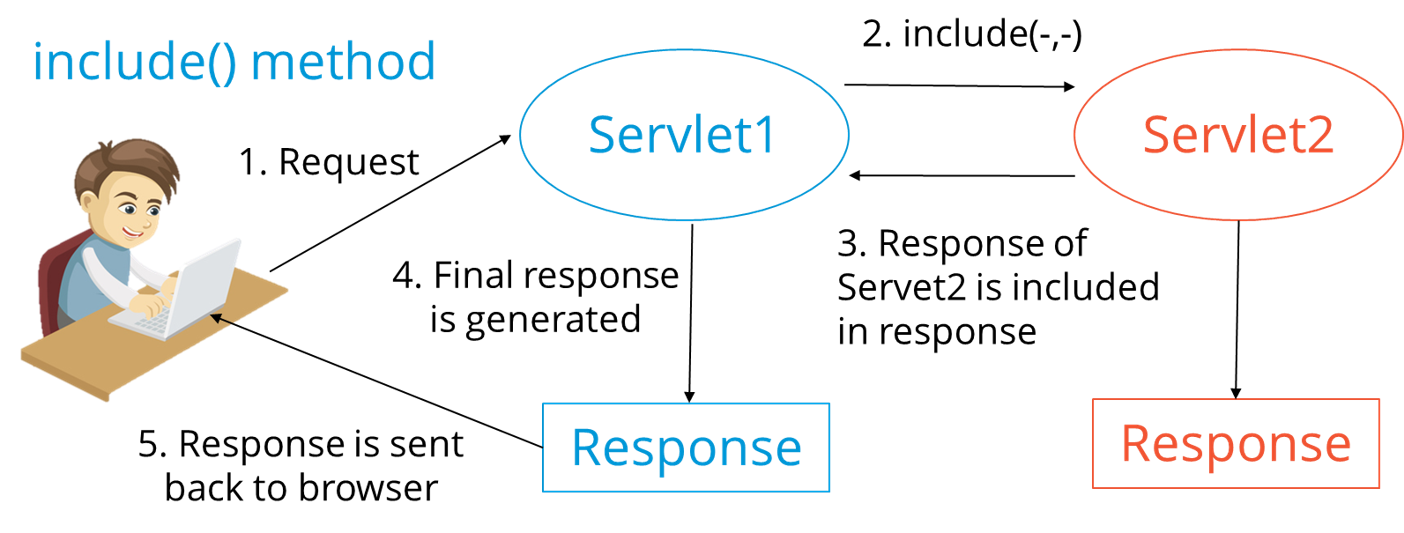 include() method
1. Request
Servlet1
2. include(-,-)
Servlet2
3. Response of
Servet2 is included
in response
4. Final response
is generated
Response
Response
5. Response is sent
back to browser